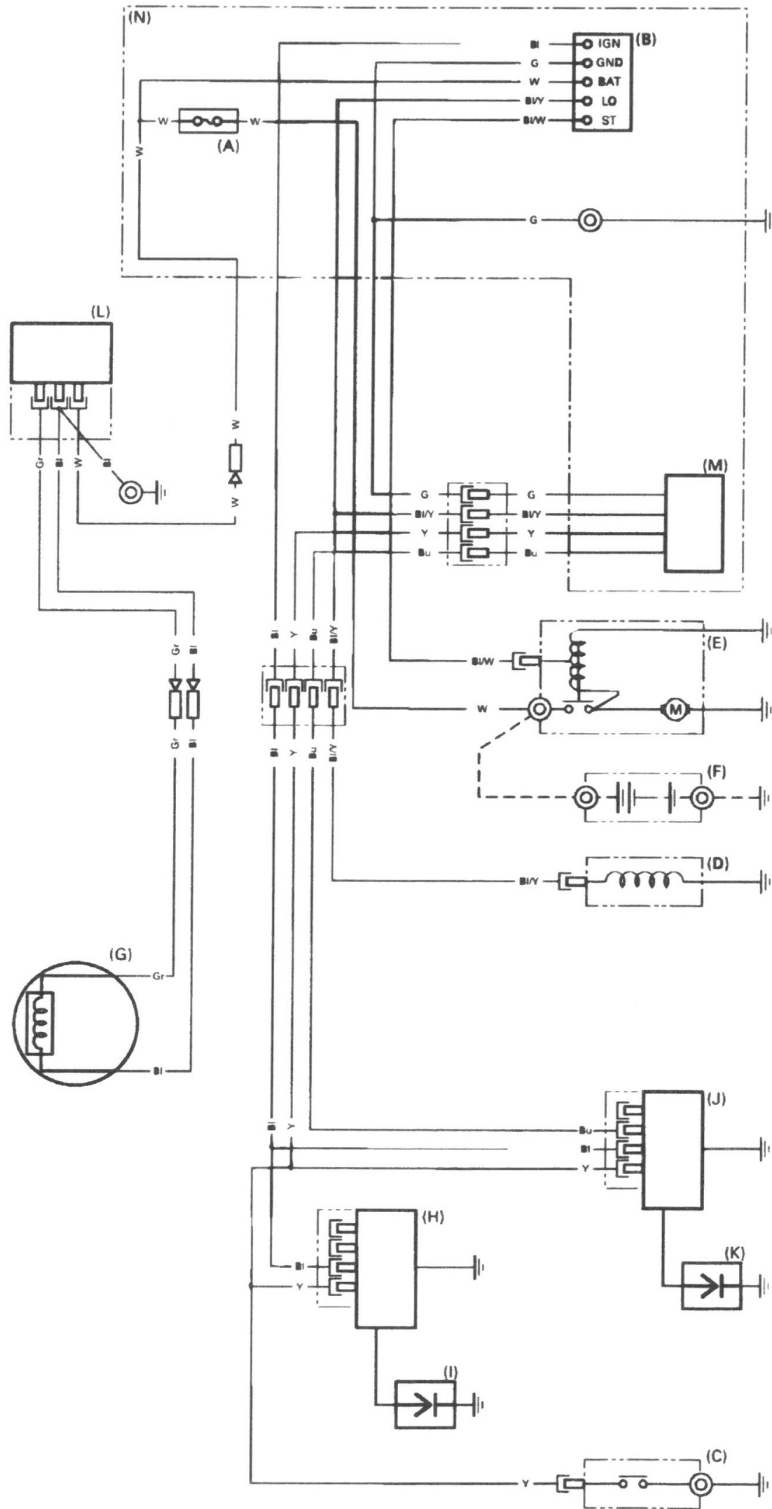 (N)
(B)
Bl IGN
G GND
W BAT
Bl/Y LO
Bl/W ST
W W
(A)
W
G
(L)
Gr Bl W Bl
W
W
(M)
G G
Bl/Y Bl/Y
Y Y
Bu Bu
Bl Y Bu Bl/Y
Gr Bl
(E)
Bl/W
W M
Gr Bl
Bl Y Bu Bl/Y
(F)
(D)
Bl/Y
(G)
Gr
Bl
(J)
Bl Y
Bu
Bl
Y
(H)
Bl
Y
(K)
(I)
(C)
Y